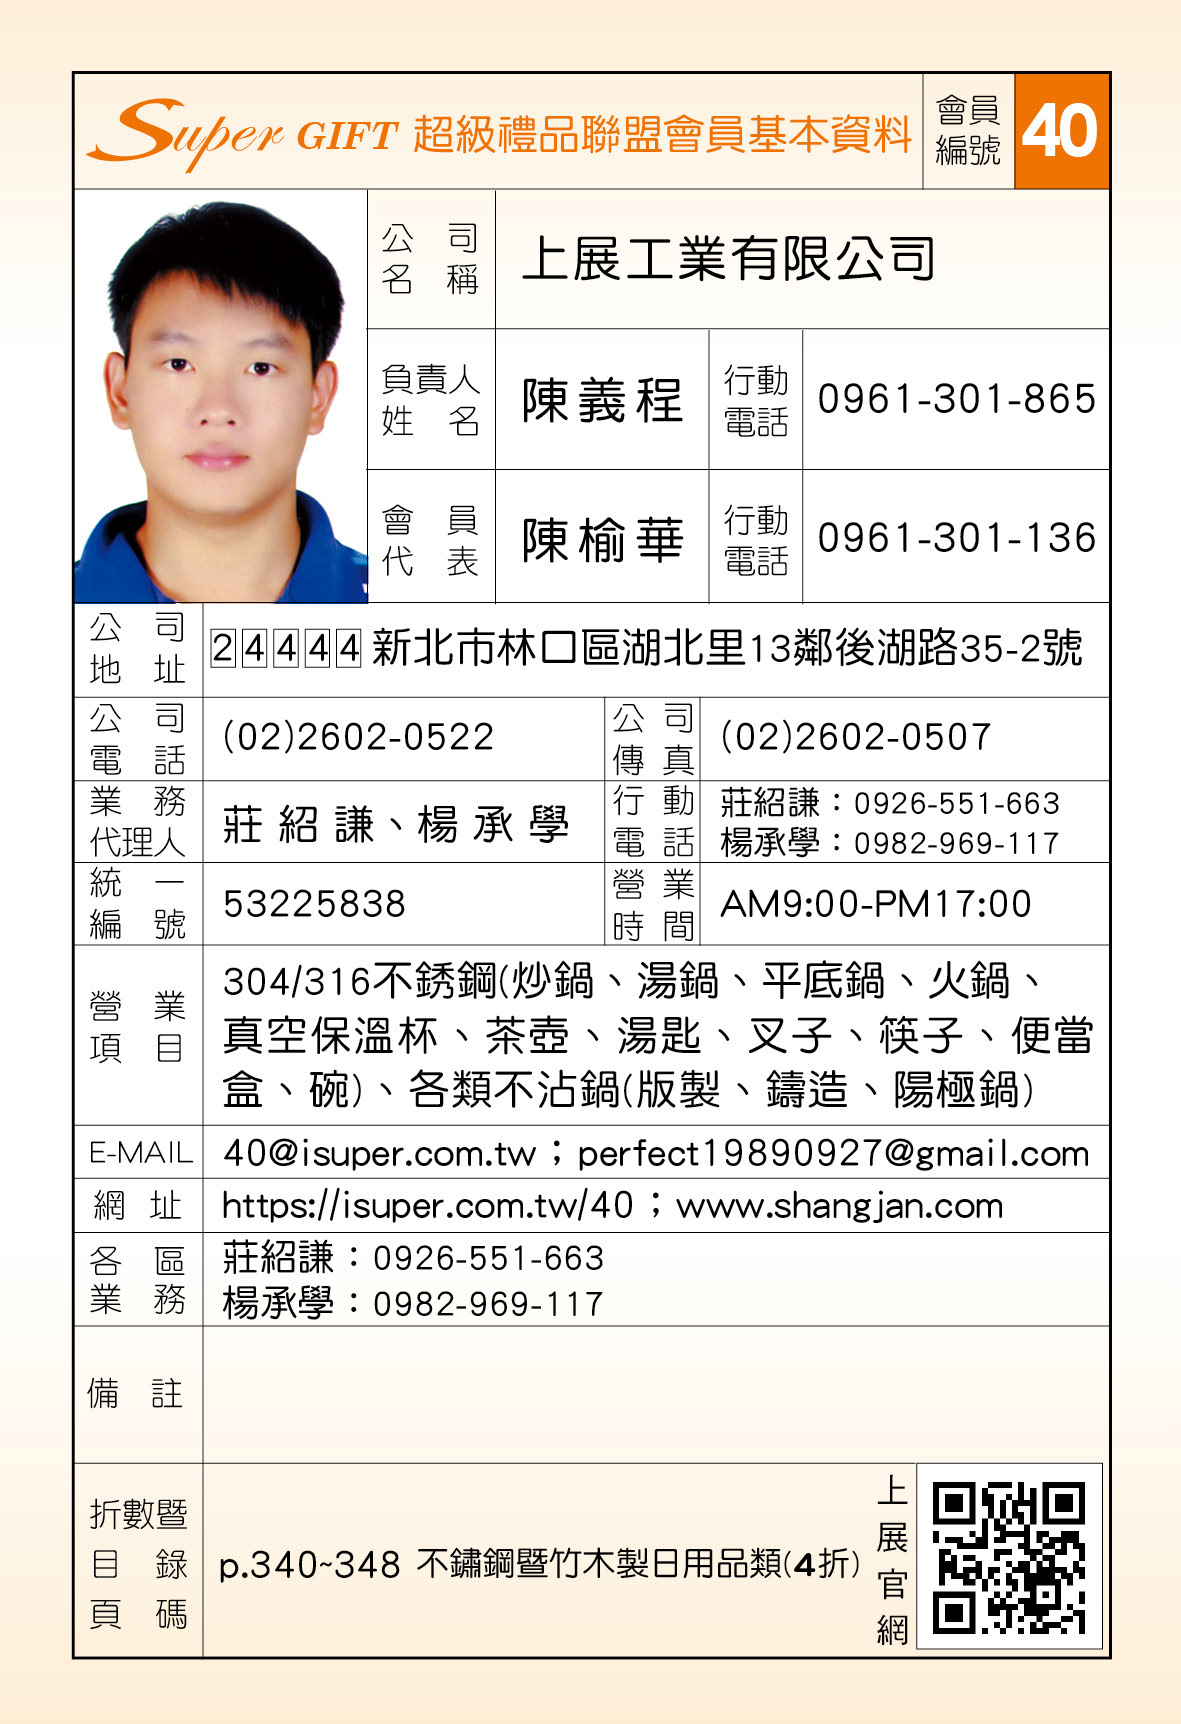 Super GIFT 超級禮品聯盟會員基本資料
會員
編號
40
公司
名稱
上展工業有限公司
負責人
姓名
陳義程
行動
電話
0961-301-865
會員
代表
陳榆華
行動
電話
0961-301-136
公司
地址
24444 新北市林口區湖北里13鄰後湖路35-2號
公司
電話
(02)2602-0522
公司
傳真
(02)2602-0507
業務
代理人
莊紹謙、楊承學
行動
電話
莊紹謙：0926-551-663
楊承學：0982-969-117
統一
編號
53225838
營業
時間
AM9:00-PM17:00
營業
項目
304/316不銹鋼(炒鍋、湯鍋、平底鍋、火鍋、
真空保溫杯、茶壺、湯匙、叉子、筷子、便當
盒、碗)、各類不沾鍋(版製、鑄造、陽極鍋)
E-MAIL
40@isuper.com.tw；perfect19890927@gmail.com
網址
https://isuper.com.tw/40；www.shangjan.com
各區
業務
莊紹謙：0926-551-663
楊承學：0982-969-117
備註
折數暨
目錄
頁碼
p.340~348 不鏽鋼暨竹木製日用品類(4折)
上展官網